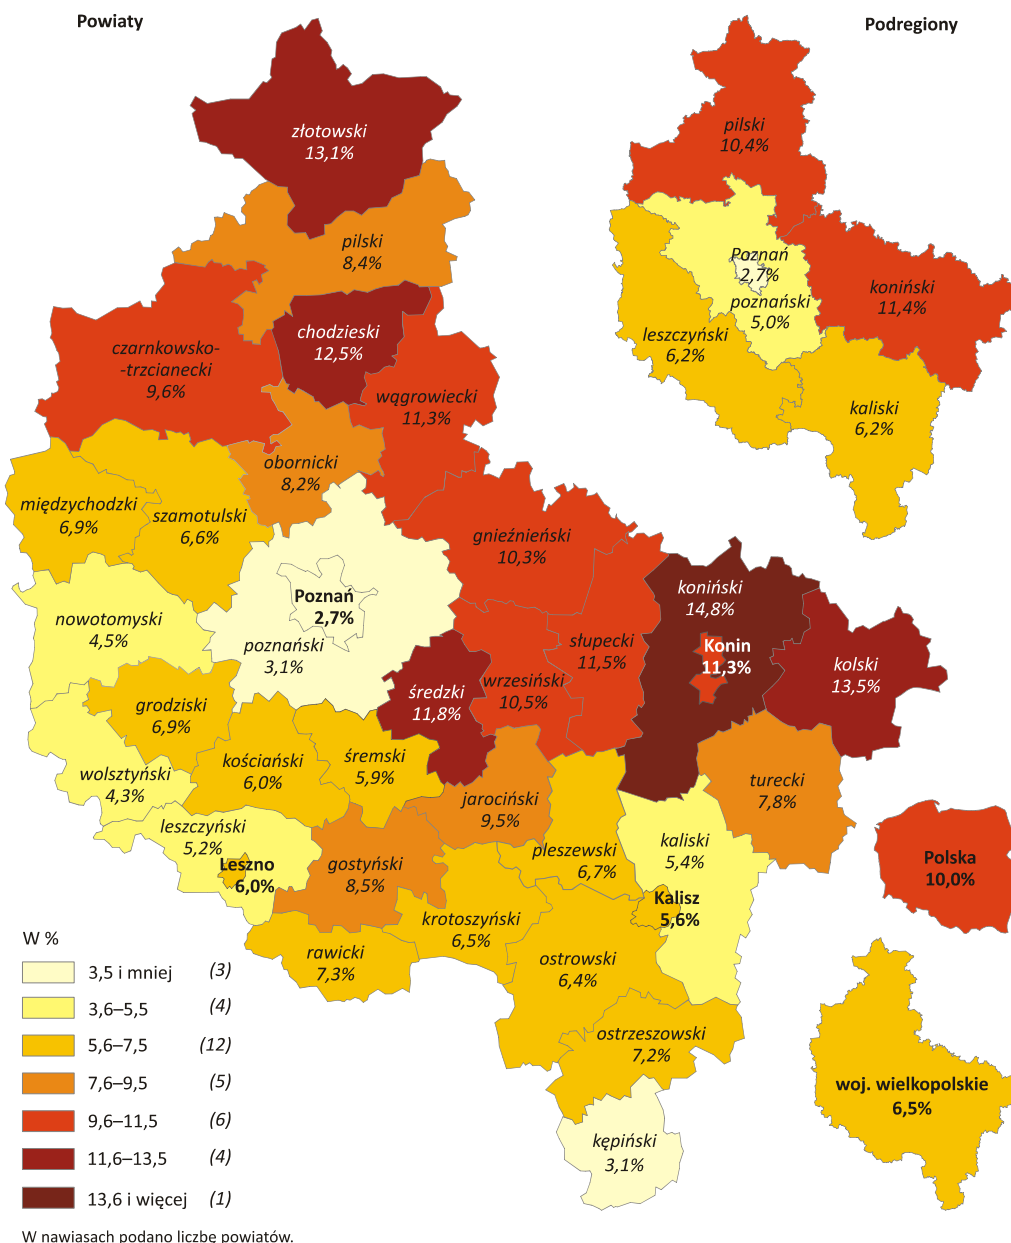 Powiaty
Podregiony
złotowski
13,1%
pilski
8,4%
chodzieski
12,5%
czarnkowsko-
-trzcianecki
9,6%
wągrowiecki
11,3%
obornicki
8,2%
międzychodzki
6,9%
szamotulski
6,6%
gnieźnieński
10,3%
Poznań
2,7%
poznański
3,1%
nowotomyski
4,5%
koniński
14,8%
Konin
11,3%
słupecki
11,5%
kolski
13,5%
wrzesiński
10,5%
średzki
11,8%
grodziski
6,9%
wolsztyński
4,3%
kościański
6,0%
śremski
5,9%
jarociński
9,5%
turecki
7,8%
leszczyński
5,2%
Leszno
6,0%
gostyński
8,5%
pleszewski
6,7%
kaliski
5,4%
Kalisz
5,6%
krotoszyński
6,5%
rawicki
7,3%
ostrowski
6,4%
ostrzeszowski
7,2%
kępiński
3,1%
pilski
10,4%
Poznań
2,7%
poznański
5,0%
koniński
11,4%
leszczyński
6,2%
kaliski
6,2%
Polska
10,0%
woj. wielkopolskie
6,5%
W %
3,5 i mniej (3)
3,6–5,5 (4)
5,6–7,5 (12)
7,6–9,5 (5)
9,6–11,5 (6)
11,6–13,5 (4)
13,6 i więcej (1)
W nawiasach podano liczbę powiatów.